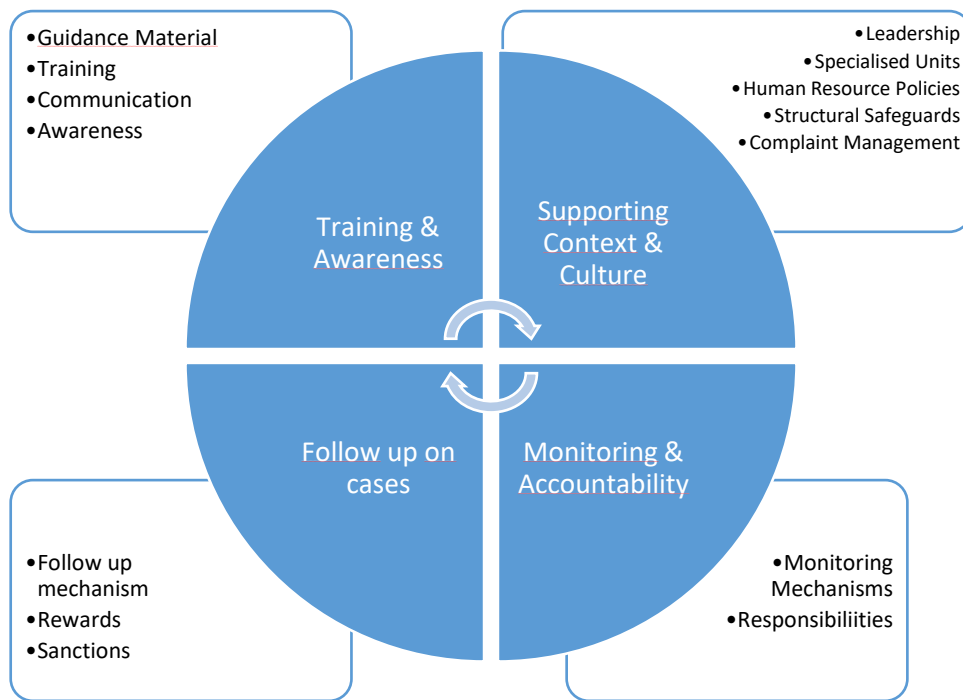 •Guidance Material
•Training
•Communication
•Awareness
•Leadership
•Specialised Units
•Human Resource Policies
•Structural Safeguards
•Complaint Management
Training &
Awareness
Supporting
Context &
Culture
Follow up on
cases
Monitoring &
Accountability
•Follow up
mechanism
•Rewards
•Sanctions
•Monitoring
Mechanisms
•Responsibiliities